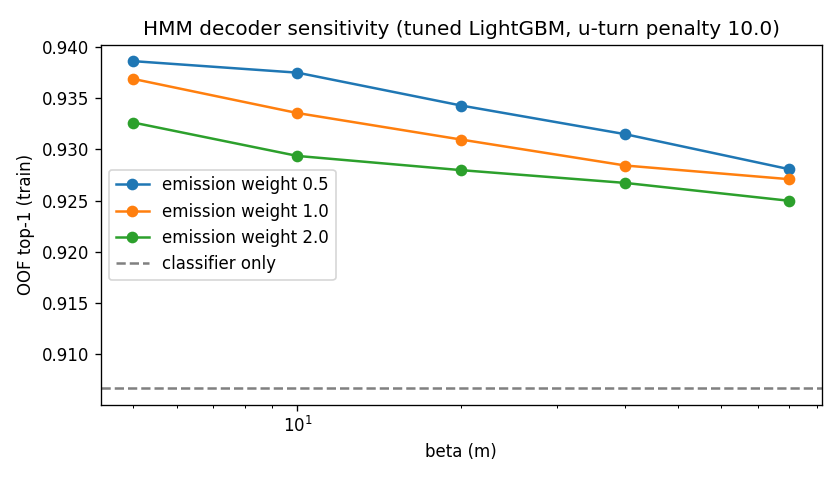 HMM decoder sensitivity (tuned LightGBM, u-turn penalty 10.0)
OOF top-1 (train)
0.940
0.935
0.930
0.925
0.920
0.915
0.910
emission weight 0.5
emission weight 1.0
emission weight 2.0
classifier only
10¹
beta (m)